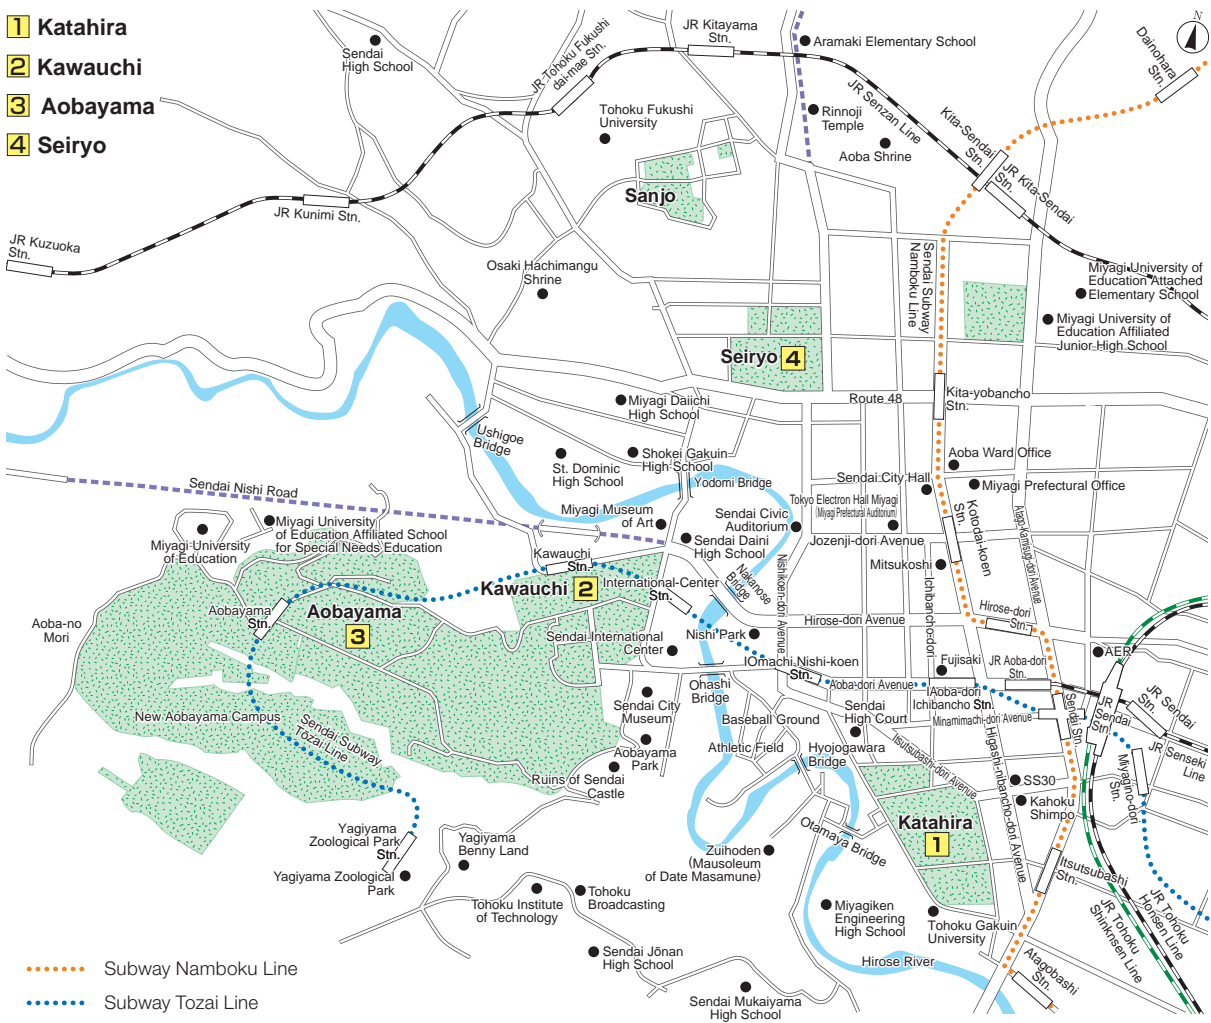 1 Katahira
2 Kawauchi
3 Aobayama
4 Seiryo
N
Sendai
High School
JR-Tohoku Fukushi
dai-mae Stn.
JR Kitayama
Stn.
Aramaki Elementary School
Dainohara
Stn.
Tohoku Fukushi
University
Rinnoji
Temple
JR Senzan Line
Aoba Shrine
Kita-Sendai
Stn.
JR Kita-Sendai
Stn.
Sanjo
JR Kunimi Stn.
JR Kuzuoka
Stn.
Osaki Hachimangu
Shrine
Sendai Subway
Namboku Line
Miyagi University of
Education Attached
Elementary School
Miyagi University of
Education Affiliated
Junior High School
Seiryo 4
Route 48
Kita-yobancho
Stn.
Miyagi Daiichi
High School
Ushigoe
Bridge
St. Dominic
High School
Shokei Gakuin
High School
Yodomi Bridge
Aoba Ward Office
Sendai City Hall
Miyagi Prefectural Office
Sendai Nishi Road
Tokyo Electron Hall Miyagi
(Miyagi Prefectural Auditorium)
Miyagi Museum
of Art
Sendai Civic
Auditorium
Sendai Daini
High School
Jozenji-dori Avenue
Kotodai-koen
Stn.
Atago-kamisugi-dori Avenue
Miyagi University
of Education
Miyagi University
of Education Affiliated School
for Special Needs Education
Kawauchi
Stn.
Kawauchi 2
International-Center
Stn.
Nakanose
Bridge
Nishikoen-dori Avenue
Mitsukoshi
Ichibancho-dori
Aobayama
Stn.
Aobayama
3
Aoba-no
Mori
Hirose-dori
Stn.
Hirose-dori Avenue
Nishi Park
Sendai International
Center
AER
IOmachi Nishi-koen
Stn.
Fujisaki
JR Aoba-dori
Stn.
Aoba-dori Avenue
IAoba-dori
Ichibancho Stn.
Ohashi
Bridge
Sendai City
Museum
New Aobayama Campus
Sendai Subway
Tozai Line
Baseball Ground
Sendai
High Court
Minamimachi-dori Avenue
Sendai
Stn.
JR
Sendai
Stn.
JR Sendai
Stn.
JR Senseki
Line
Aobayama
Park
Athletic Field
Hyojogawara
Bridge
Itsutsubashi-dori Avenue
Higashi-nibancho-dori Avenue
Miyagino-dori
Stn.
Ruins of Sendai
Castle
SS30
Kahoku
Shimpo
Katahira
1
Otamaya Bridge
Yagiyama
Zoological Park
Stn.
Yagiyama
Benny Land
Zuihoden
(Mausoleum
of Date Masamune)
Itsutsubashi
Stn.
Yagiyama Zoological
Park
Tohoku Institute
of Technology
Tohoku
Broadcasting
Miyagiken
Engineering
High School
Tohoku Gakuin
University
JR Tohoku
Honsen Line
JR Tohoku
Shinknsen Line
Sendai Jōnan
High School
Hirose River
Atagobashi
Stn.
Sendai Mukaiyama
High School
Subway Namboku Line
Subway Tozai Line